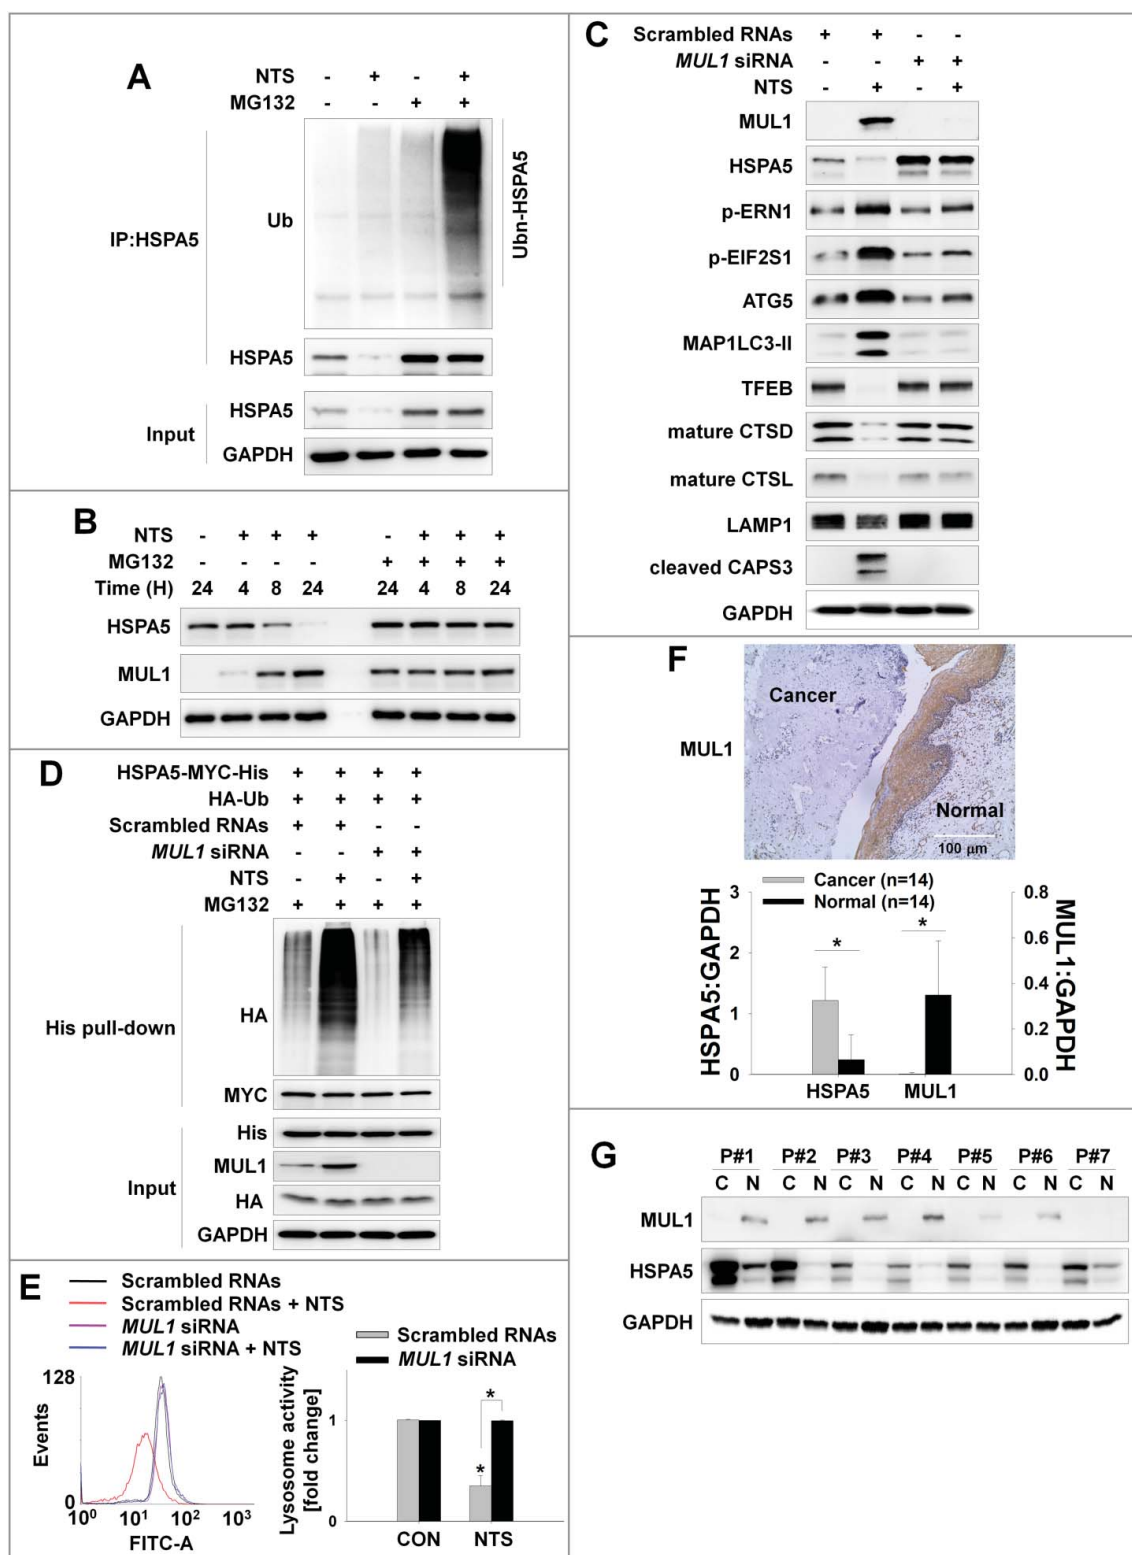 A
NTS - + - +
MG132 - - + +
IP:HSPA5
Ub
Ubn-HSPA5
HSPA5
Input
HSPA5
GAPDH
B
NTS - + + + - + + +
MG132 - - - - + + + +
Time (H) 24 4 8 24 24 4 8 24
HSPA5
MUL1
GAPDH
C
Scrambled RNAs + + - -
MUL1 siRNA - - + +
NTS - + - +
MUL1
HSPA5
p-ERN1
p-EIF2S1
ATG5
MAP1LC3-II
TFEB
mature CTSD
mature CTSL
LAMP1
cleaved CAPS3
GAPDH
D
HSPA5-MYC-His + + + +
HA-Ub + + + +
Scrambled RNAs + + - -
MUL1 siRNA - - + +
NTS - + - +
MG132 + + + +
His pull-down
HA
MYC
Input
His
MUL1
HA
GAPDH
E
Scrambled RNAs
Scrambled RNAs + NTS
MUL1 siRNA
MUL1 siRNA + NTS
128
Events
0
10⁰ 10¹ 10² 10³
FITC-A
Scrambled RNAs
MUL1 siRNA
Lysosome activity
[fold change]
1
0
*
*
CON NTS
F
MUL1
Cancer
Normal
100 µm
Cancer (n=14)
Normal (n=14)
HSPA5:GAPDH
3
2
1
0
* *
0.8
0.6
0.4
0.2
0.0
MUL1:GAPDH
HSPA5 MUL1
G
P#1 P#2 P#3 P#4 P#5 P#6 P#7
C N C N C N C N C N C N C N
MUL1
HSPA5
GAPDH